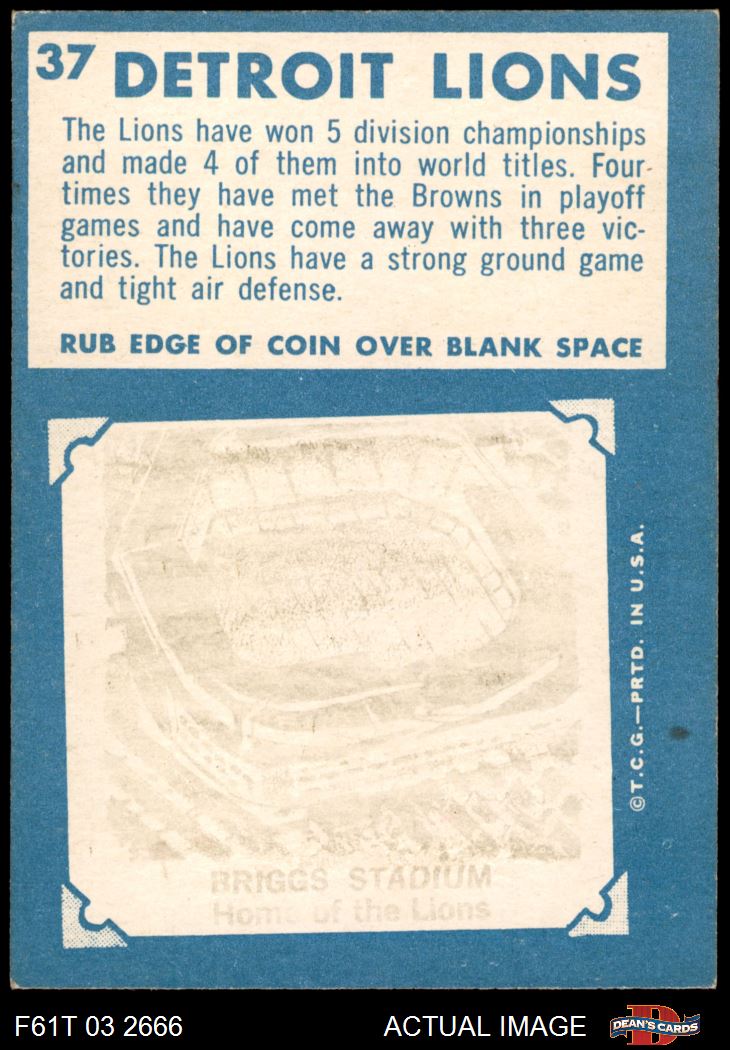 37 DETROIT LIONS
The Lions have won 5 division championships
and made 4 of them into world titles. Four
times they have met the Browns in playoff
games and have come away with three vic-
tories. The Lions have a strong ground game
and tight air defense.
RUB EDGE OF COIN OVER BLANK SPACE
©T.C.G.—PRTD. IN U.S.A.
BRIGGS STADIUM
Home of the Lions
F61T 03 2666
ACTUAL IMAGE
D
DEAN'S CARDS